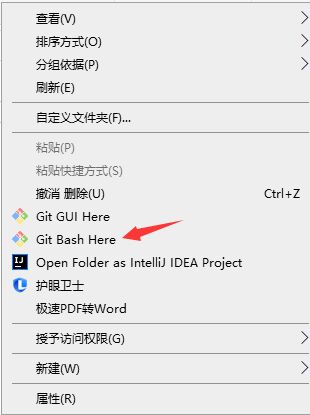 查看(V)
排序方式(O)
分组依据(P)
刷新(E)
自定义文件夹(F)...
粘贴(P)
粘贴快捷方式(S)
撤消 删除(U) Ctrl+Z
Git GUI Here
Git Bash Here
IJ Open Folder as IntelliJ IDEA Project
护眼卫士
极速PDF转Word
授予访问权限(G)
新建(W)
属性(R)